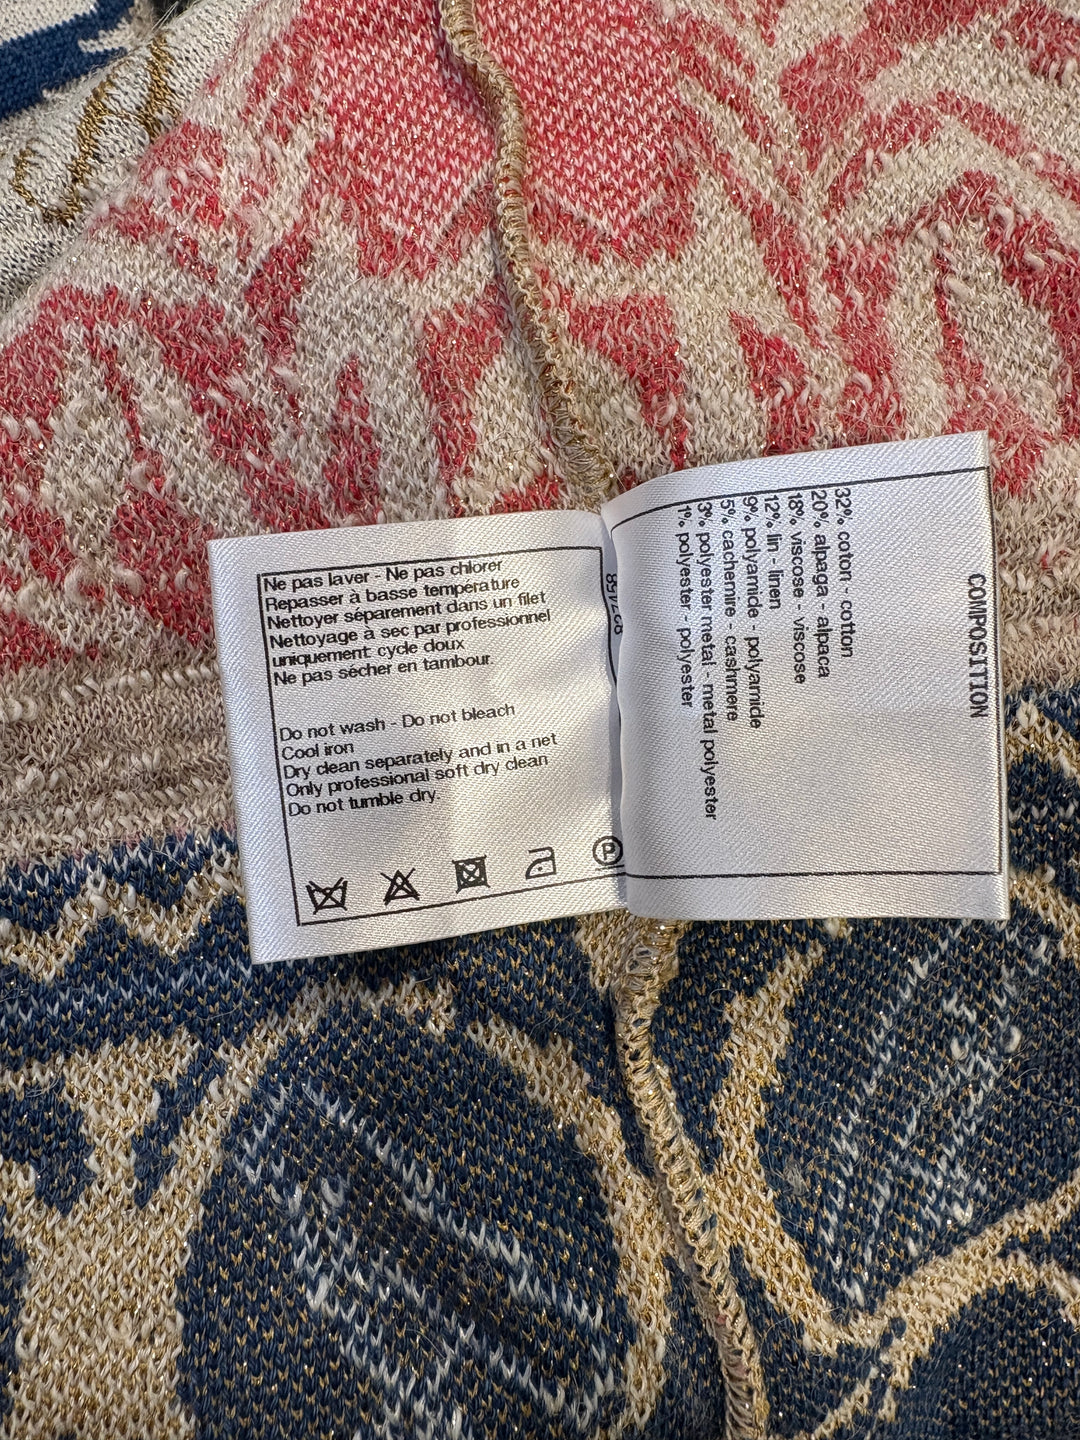 Ne pas laver - Ne pas chlorer
Repasser à basse température
Nettoyer séparement dans un filet
Nettoyage à sec par professionnel
uniquement: cycle doux
Ne pas sécher en tambour.
Do not wash - Do not bleach
Cool iron
Dry clean separately and in a net
Only professional soft dry clean
Do not tumble dry.
P
COMPOSITION
32% coton - cotton
20% alpaga - alpaca
18% viscose - viscose
12% lin - linen
9% polyamide - polyamide
5% cachemire - cashmere
3% polyester metal - metal polyester
1% polyester - polyester